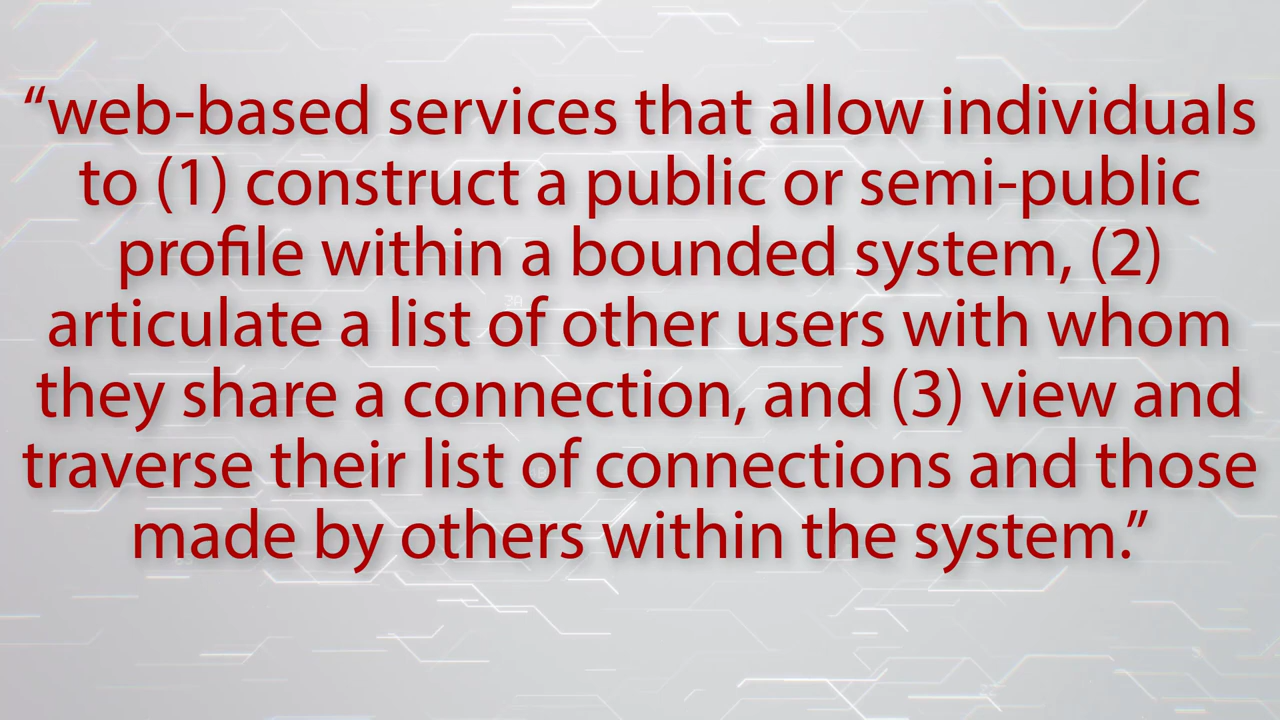 “web-based services that allow individuals
to (1) construct a public or semi-public
profile within a bounded system, (2)
articulate a list of other users with whom
they share a connection, and (3) view and
traverse their list of connections and those
made by others within the system.”